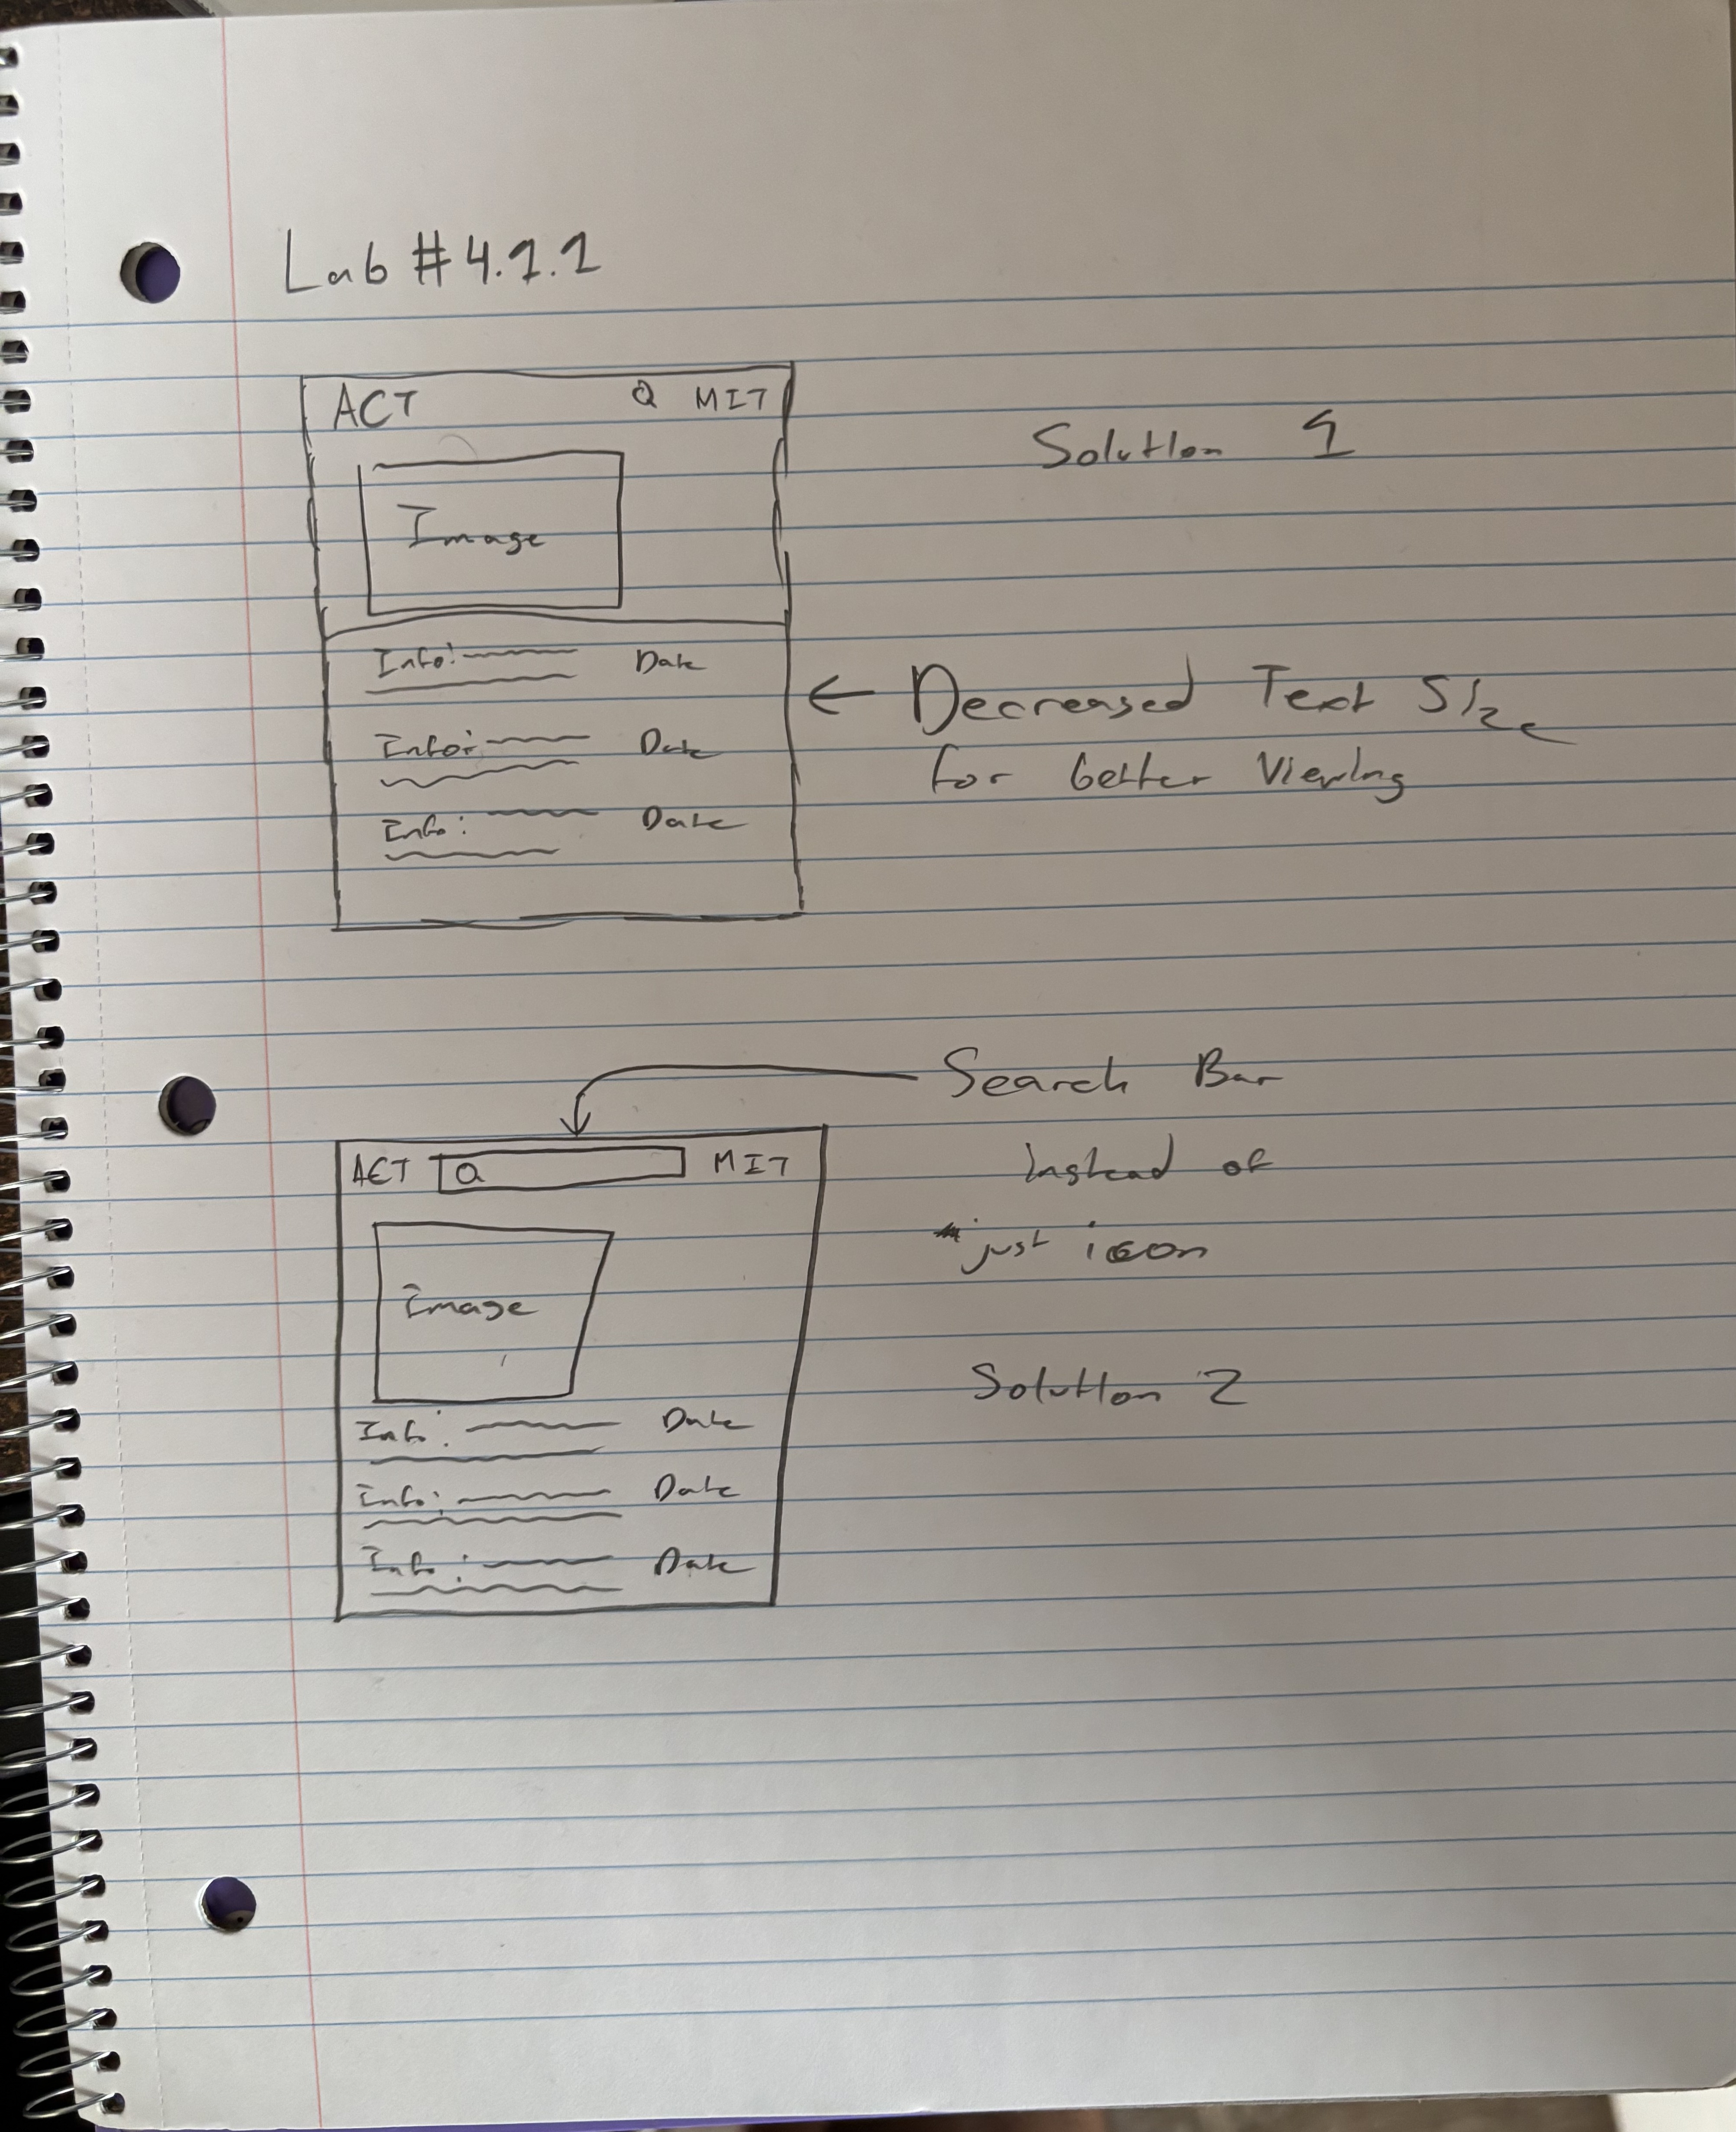 Lab #4.1.1
ACT Q MIT
Solution 1
Image
Info: Date
Decreased Text Size
for better Viewing
Info: Date
Info: Date
Search Bar
ACT Q MIT
instead of
just icon
Image
Solution 2
Info: Date
Info: Date
Info: Date